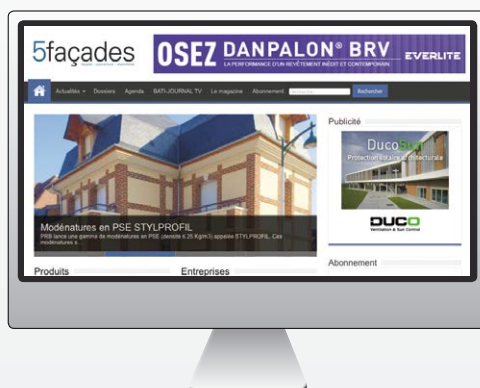 5façades
OSEZ DANPALON® BRV
LA PERFORMANCE D'UN REVÊTEMENT INÉDIT ET CONTEMPORAIN
EVERLITE
Actualités Dossiers Agenda BATI-JOURNAL TV Le magazine Abonnement Rechercher
Publicité
DucoSun
Protection solaire architecturale
DUCO
Ventilation & Sun Control
Modénatures en PSE STYLPROFIL
PRB lance une gamme de modénatures en PSE (densité ≤ 25 Kg/m3) appelée STYLPROFIL. Ces
modénatures s...
Abonnement
Produits
Entreprises